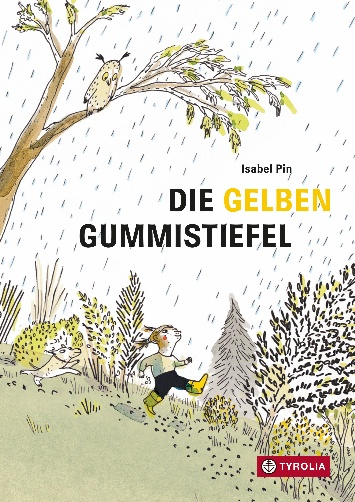 Isabel Pin
DIE GELBEN
GUMMISTIEFEL
TYROLIA